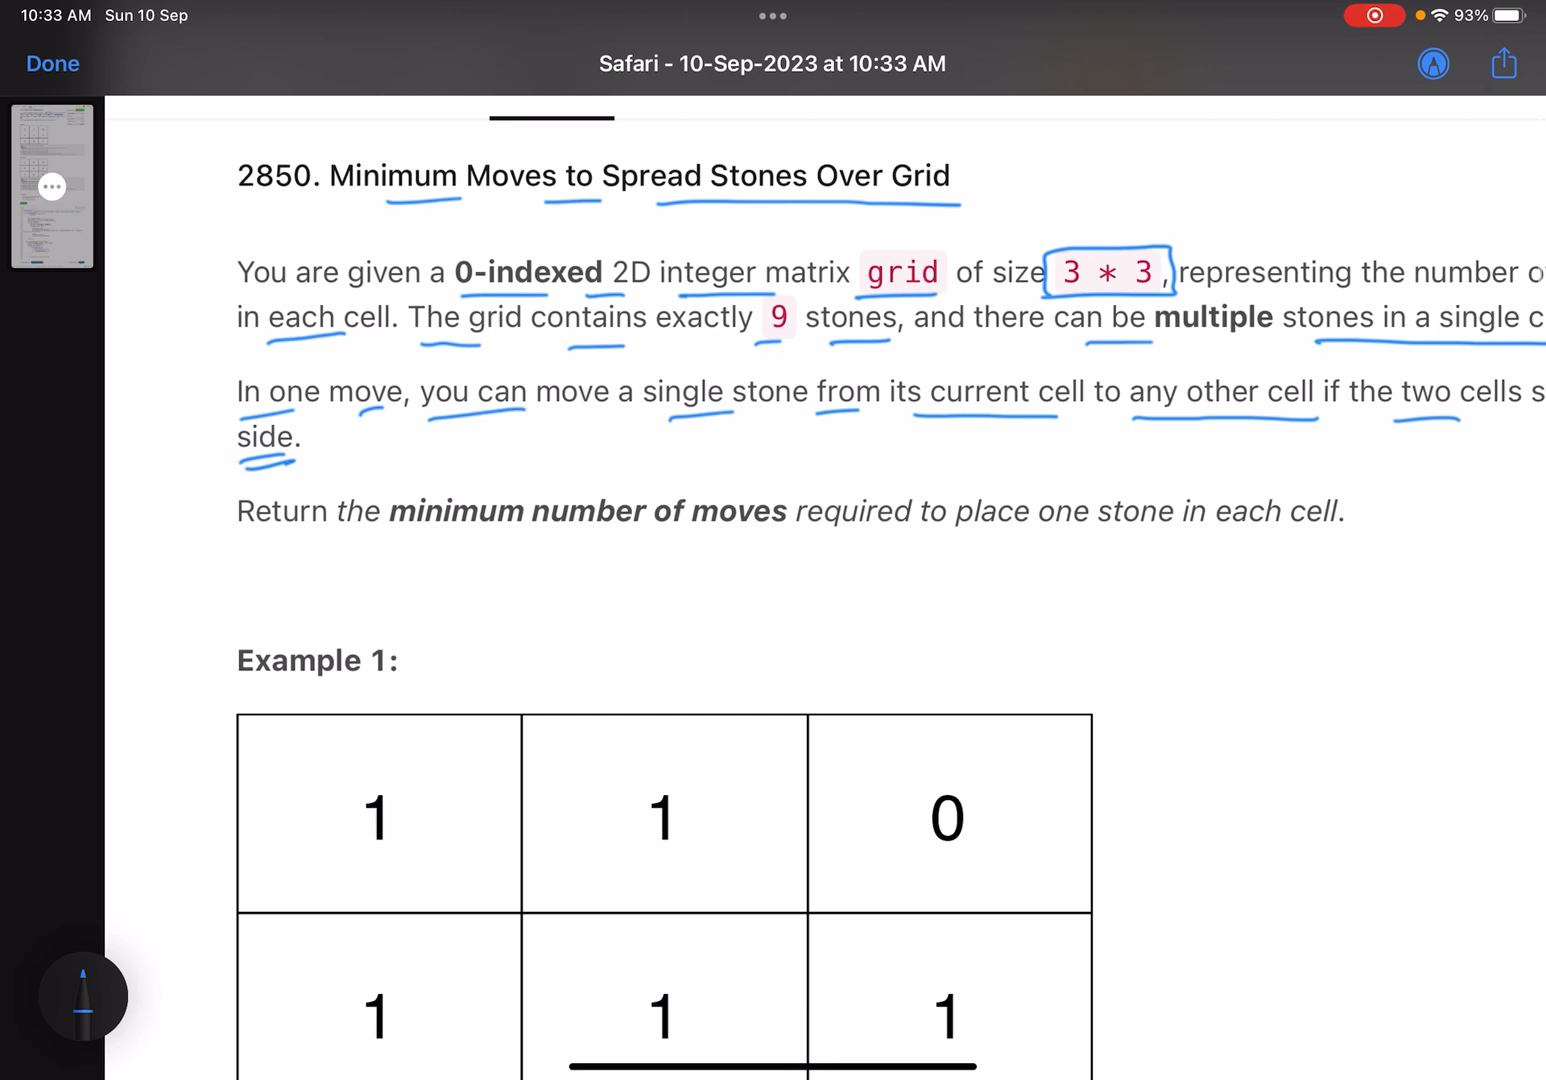 10:33 AM Sun 10 Sep
93%
Done
Safari - 10-Sep-2023 at 10:33 AM
2850. Minimum Moves to Spread Stones Over Grid
You are given a 0-indexed 2D integer matrix grid of size 3 * 3, representing the number
in each cell. The grid contains exactly 9 stones, and there can be multiple stones in a single
In one move, you can move a single stone from its current cell to any other cell if the two cells
side.
Return the minimum number of moves required to place one stone in each cell.
Example 1:
1 1 0
1 1 1